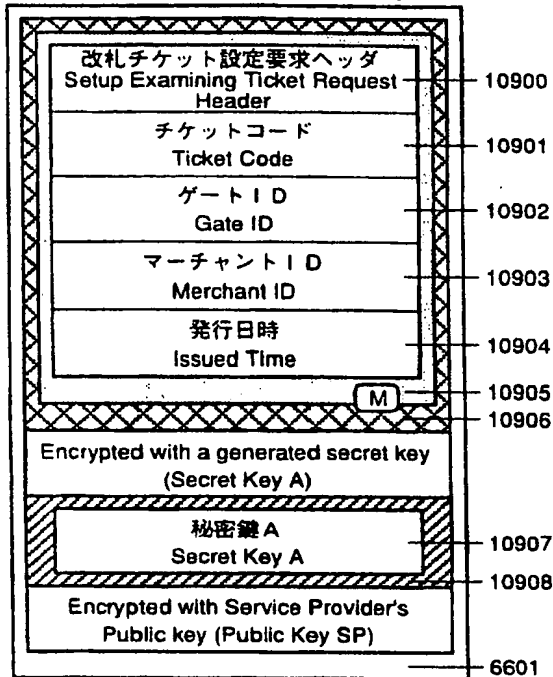 改札チケット設定要求ヘッダ
Setup Examining Ticket Request
Header
10900
チケットコード
Ticket Code
10901
ゲートID
Gate ID
10902
マーチャントID
Merchant ID
10903
発行日時
Issued Time
10904
M
10905
10906
Encrypted with a generated secret key
(Secret Key A)
秘密鍵A
Secret Key A
10907
10908
Encrypted with Service Provider's
Public key (Public Key SP)
6601